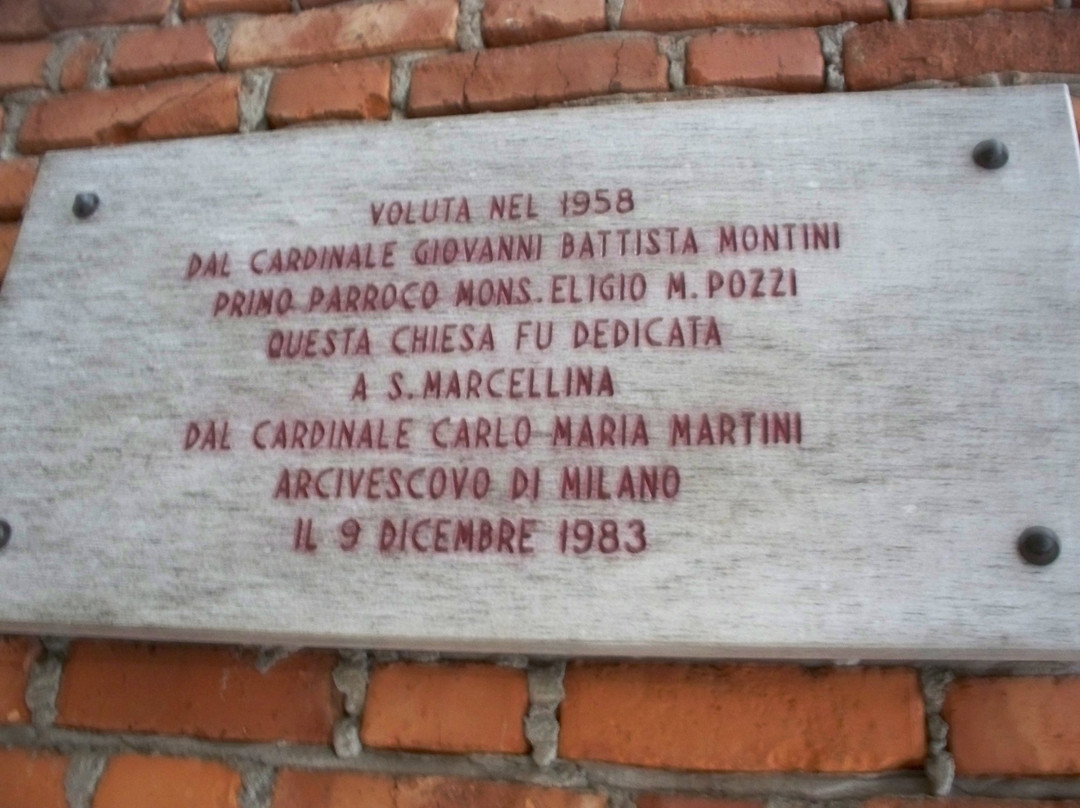 VOLUTA NEL 1958
DAL CARDINALE GIOVANNI BATTISTA MONTINI
PRIMO PARROCO MONS. ELIGIO M. POZZI
QUESTA CHIESA FU DEDICATA
A S. MARCELLINA
DAL CARDINALE CARLO MARIA MARTINI
ARCIVESCOVO DI MILANO
IL 9 DICEMBRE 1983